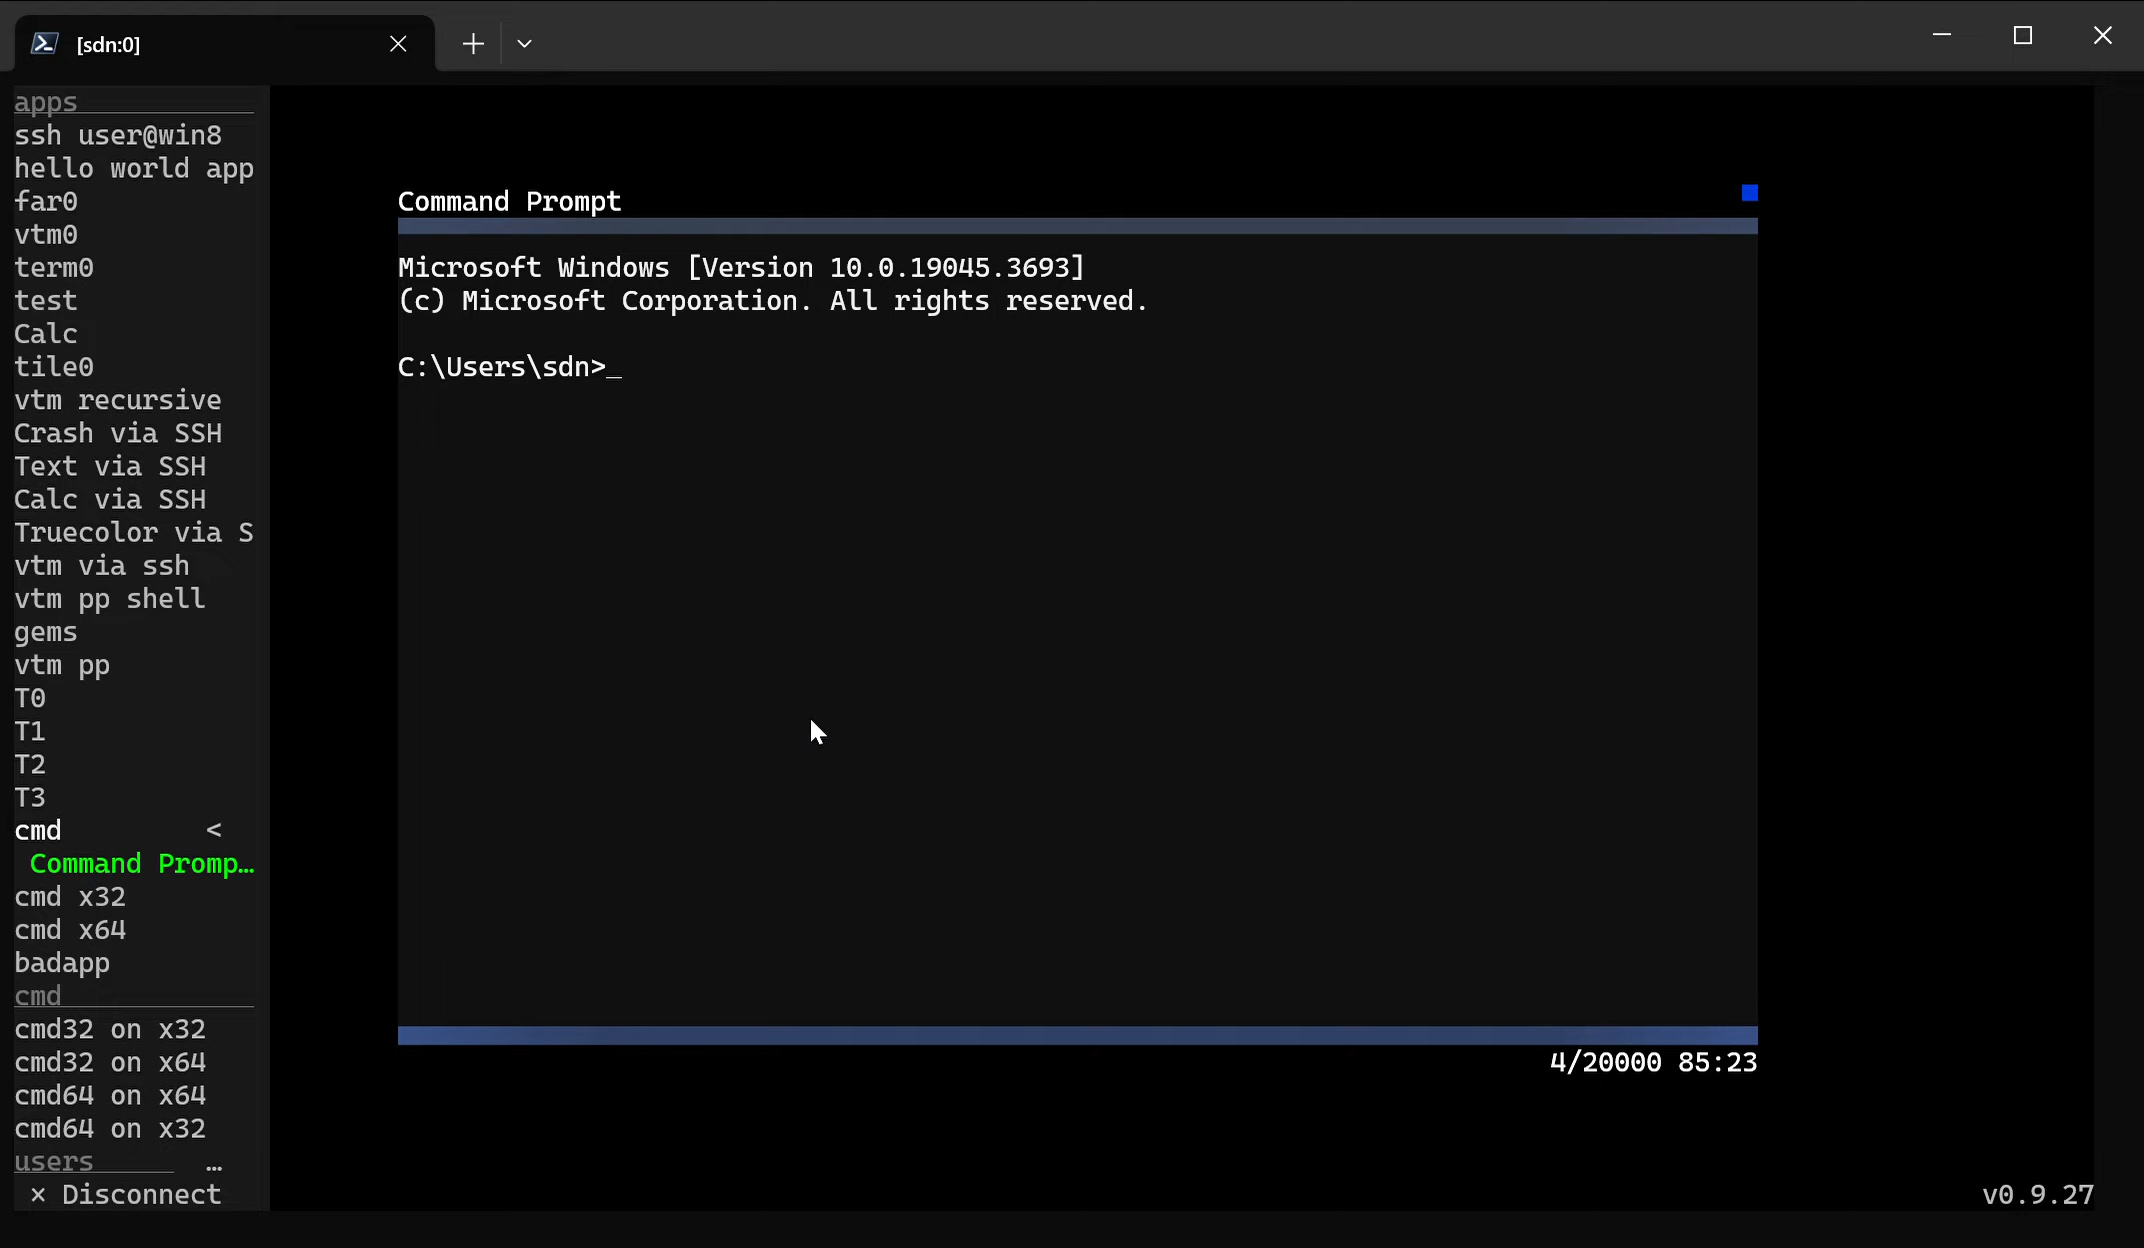 [sdn:0]
apps
ssh user@win8
hello world app
far0
vtm0
term0
test
Calc
tile0
vtm recursive
Crash via SSH
Text via SSH
Calc via SSH
Truecolor via S
vtm via ssh
vtm pp shell
gems
vtm pp
T0
T1
T2
T3
cmd <
Command Promp…
cmd x32
cmd x64
badapp
cmd
cmd32 on x32
cmd32 on x64
cmd64 on x64
cmd64 on x32
users …
× Disconnect
Command Prompt
Microsoft Windows [Version 10.0.19045.3693]
(c) Microsoft Corporation. All rights reserved.
C:\Users\sdn>_
4/20000 85:23
v0.9.27